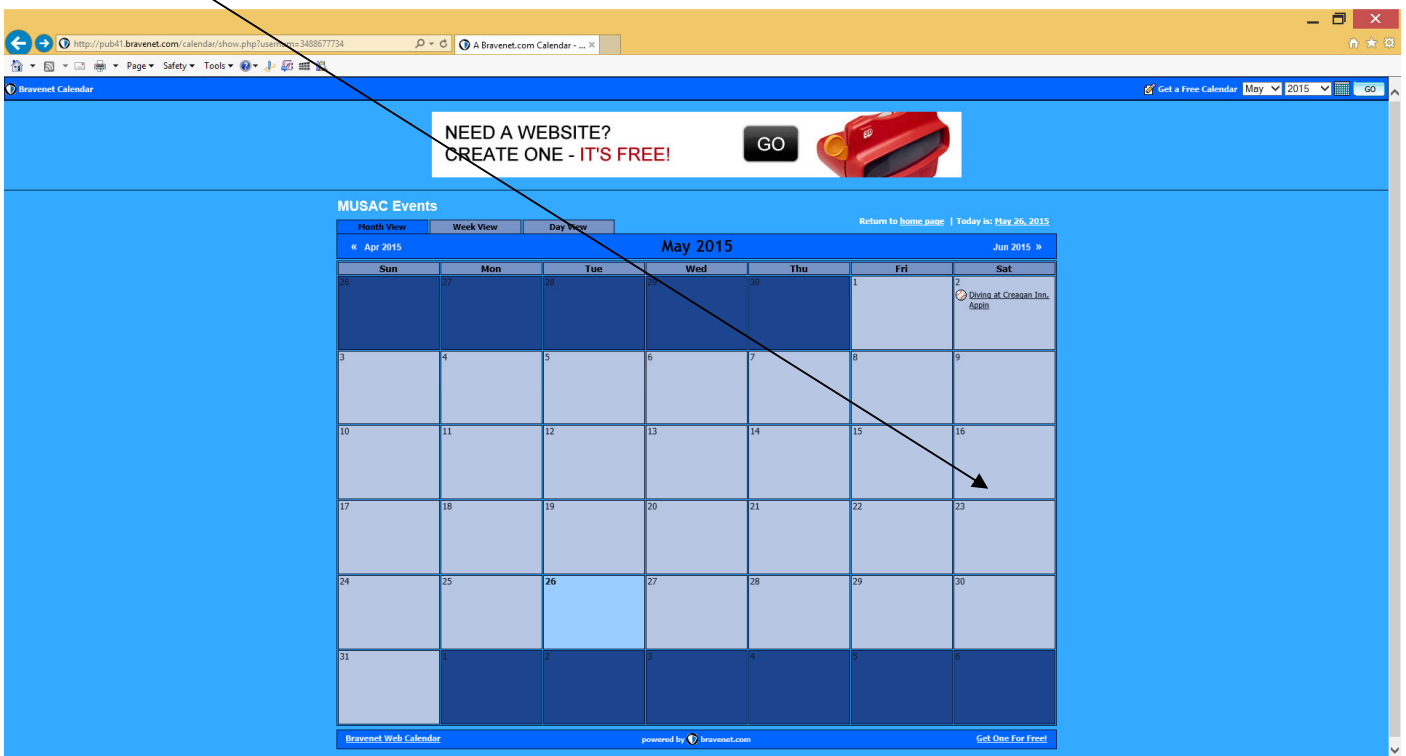 http://pub41.bravenet.com/calendar/show.php?usernum=3488677734
A Bravenet.com Calendar - ...
Page Safety Tools
Bravenet Calendar
Get a Free Calendar May 2015 GO
NEED A WEBSITE?
CREATE ONE - IT'S FREE!
GO
MUSAC Events
Return to home page | Today is: May 26, 2015
Month View Week View Day View
« Apr 2015 May 2015 Jun 2015 »
Sun Mon Tue Wed Thu Fri Sat
26 27 28 29 30 1 2
Diving at Creagan Inn,
Appin
3 4 5 6 7 8 9
10 11 12 13 14 15 16
17 18 19 20 21 22 23
24 25 26 27 28 29 30
31 1 2 3 4 5 6
Bravenet Web Calendar powered by bravenet.com Get One For Free!